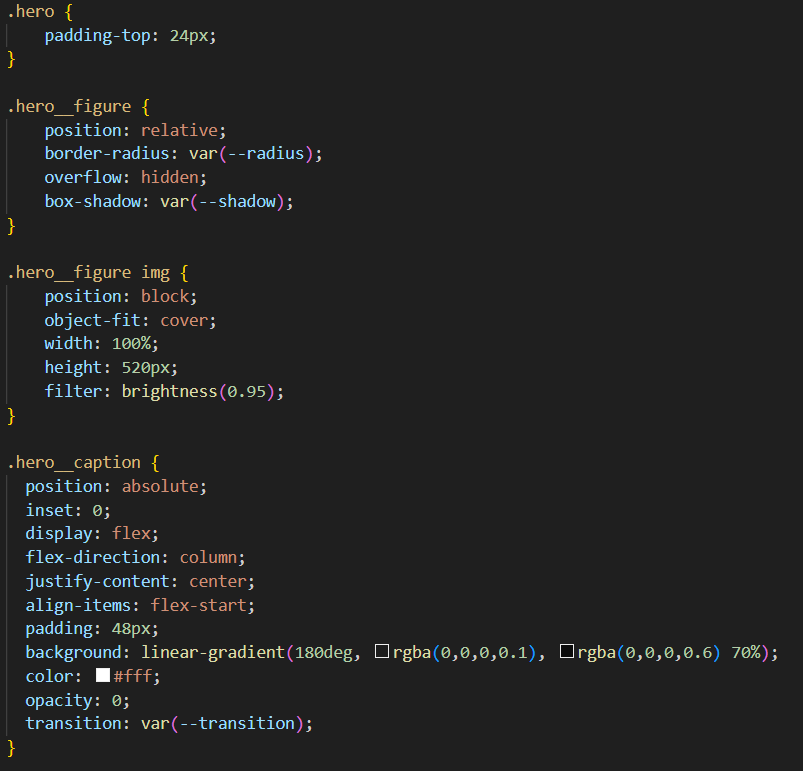 .hero {
    padding-top: 24px;
}

.hero__figure {
    position: relative;
    border-radius: var(--radius);
    overflow: hidden;
    box-shadow: var(--shadow);
}

.hero__figure img {
    position: block;
    object-fit: cover;
    width: 100%;
    height: 520px;
    filter: brightness(0.95);
}

.hero__caption {
  position: absolute;
  inset: 0;
  display: flex;
  flex-direction: column;
  justify-content: center;
  align-items: flex-start;
  padding: 48px;
  background: linear-gradient(180deg, rgba(0,0,0,0.1), rgba(0,0,0,0.6) 70%);
  color: #fff;
  opacity: 0;
  transition: var(--transition);
}